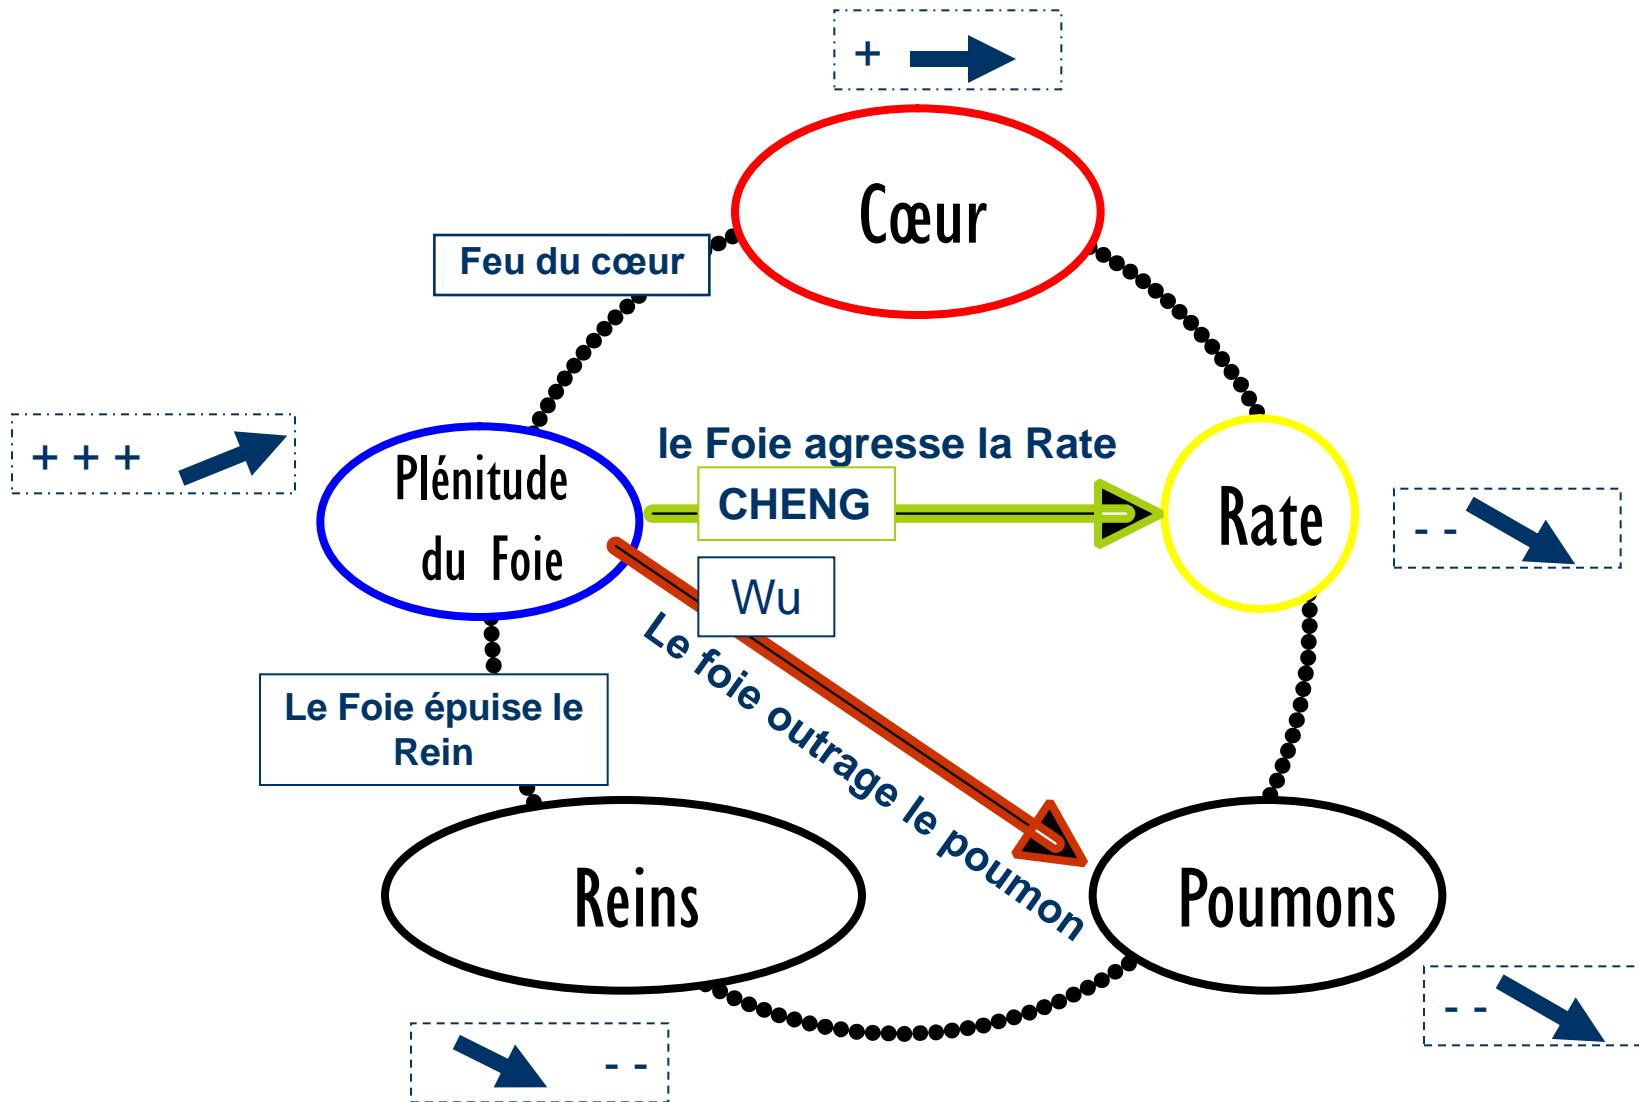 +
Cœur
Feu du cœur
+ + +
Plénitude
du Foie
le Foie agresse la Rate
CHENG
Rate
- -
Wu
Le foie outrage le poumon
Le Foie épuise le
Rein
Reins
Poumons
- -
- -